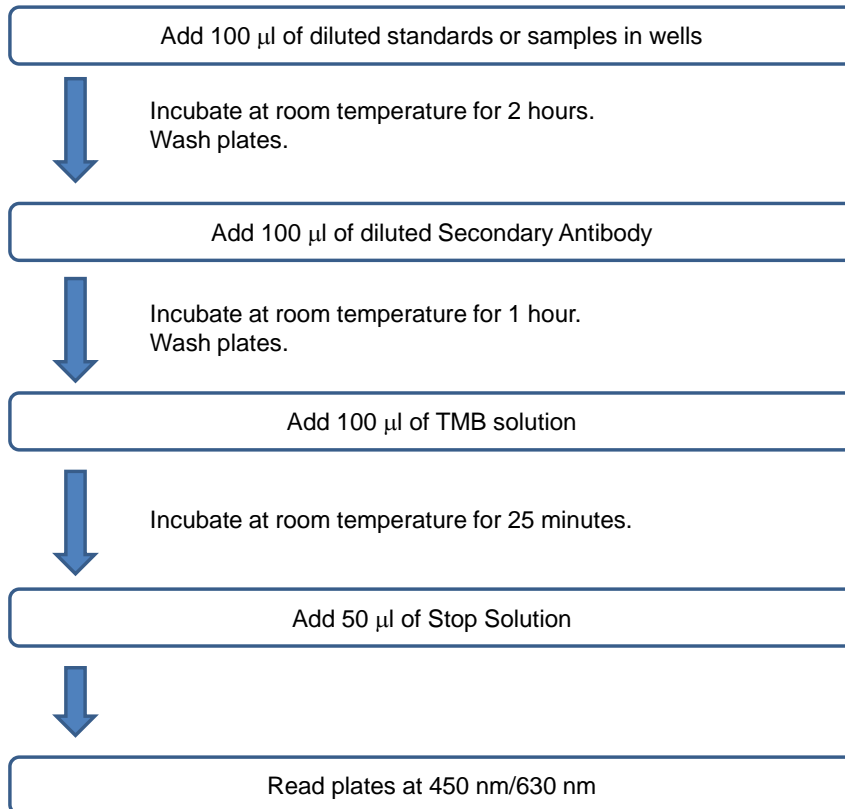 Add 100 μl of diluted standards or samples in wells
Incubate at room temperature for 2 hours.
Wash plates.
Add 100 μl of diluted Secondary Antibody
Incubate at room temperature for 1 hour.
Wash plates.
Add 100 μl of TMB solution
Incubate at room temperature for 25 minutes.
Add 50 μl of Stop Solution
Read plates at 450 nm/630 nm